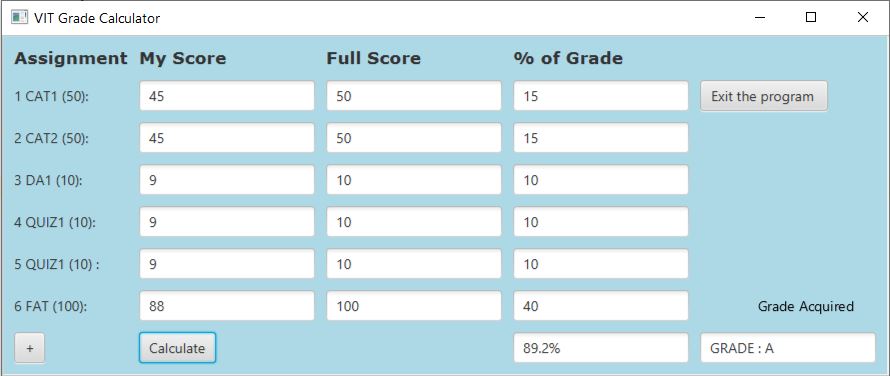 VIT Grade Calculator
Assignment My Score Full Score % of Grade
1 CAT1 (50): 45 50 15 Exit the program
2 CAT2 (50): 45 50 15
3 DA1 (10): 9 10 10
4 QUIZ1 (10): 9 10 10
5 QUIZ1 (10) : 9 10 10
6 FAT (100): 88 100 40 Grade Acquired
+ Calculate 89.2% GRADE : A